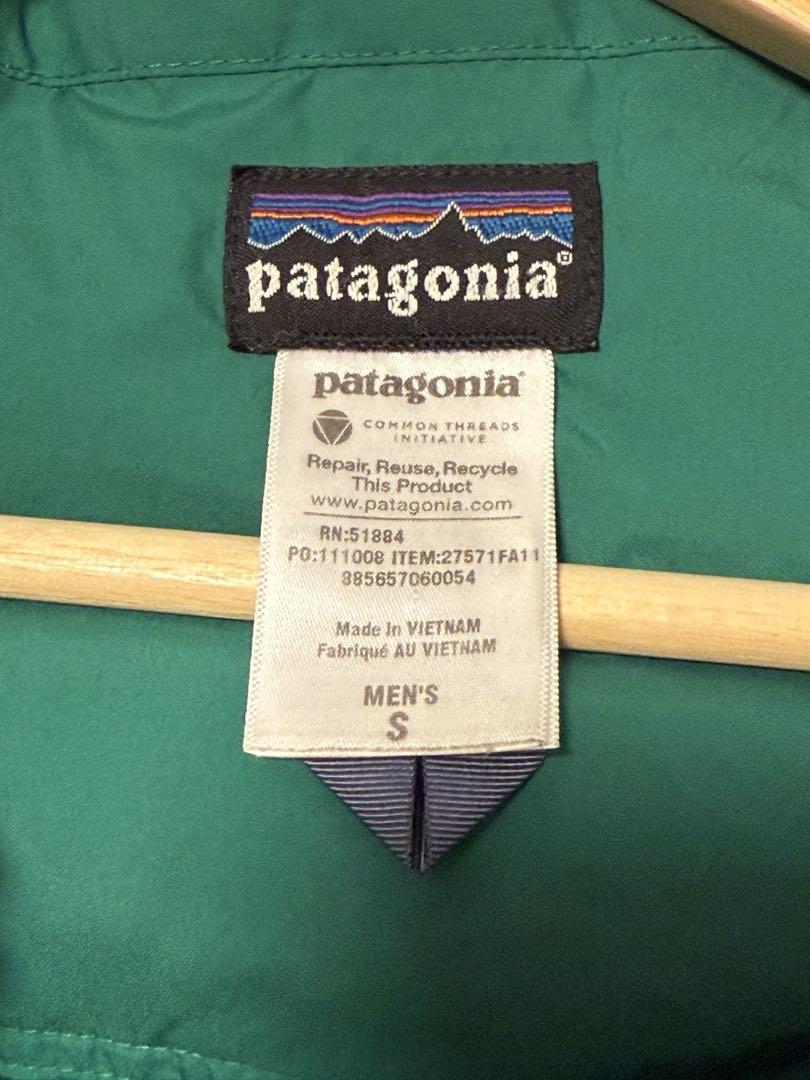 patagonia®
patagonia®
COMMON THREADS
INITIATIVE
Repair, Reuse, Recycle
This Product
www.patagonia.com
RN:51884
PO:111008 ITEM:27571FA11
885657060054
Made in VIETNAM
Fabriqué AU VIETNAM
MEN'S
S